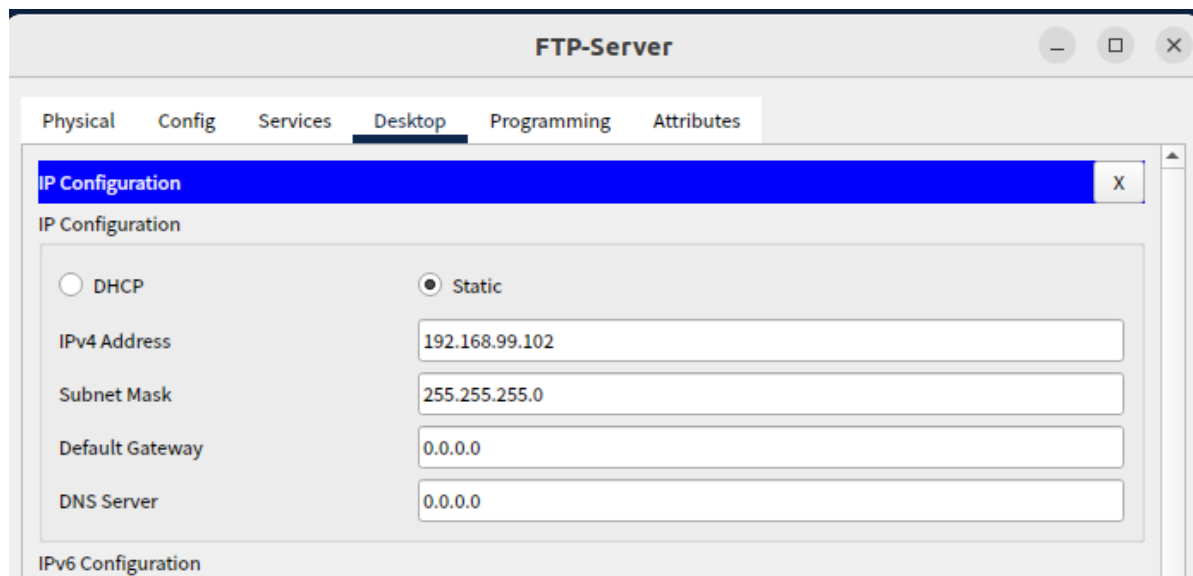 FTP-Server
Physical Config Services Desktop Programming Attributes
IP Configuration X
IP Configuration
DHCP Static
IPv4 Address 192.168.99.102
Subnet Mask 255.255.255.0
Default Gateway 0.0.0.0
DNS Server 0.0.0.0
IPv6 Configuration